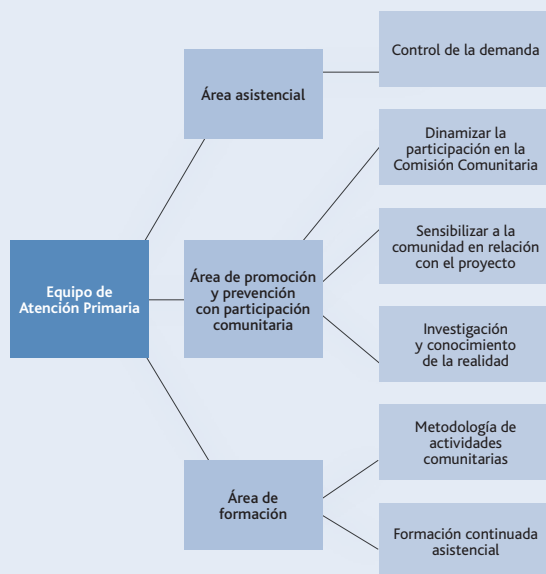 Equipo de
Atención Primaria
Área asistencial
Control de la demanda
Área de promoción
y prevención
con participación
comunitaria
Dinamizar la
participación en la
Comisión Comunitaria
Sensibilizar a la
comunidad en relación
con el proyecto
Investigación
y conocimiento
de la realidad
Área de
formación
Metodología de
actividades
comunitarias
Formación continuada
asistencial